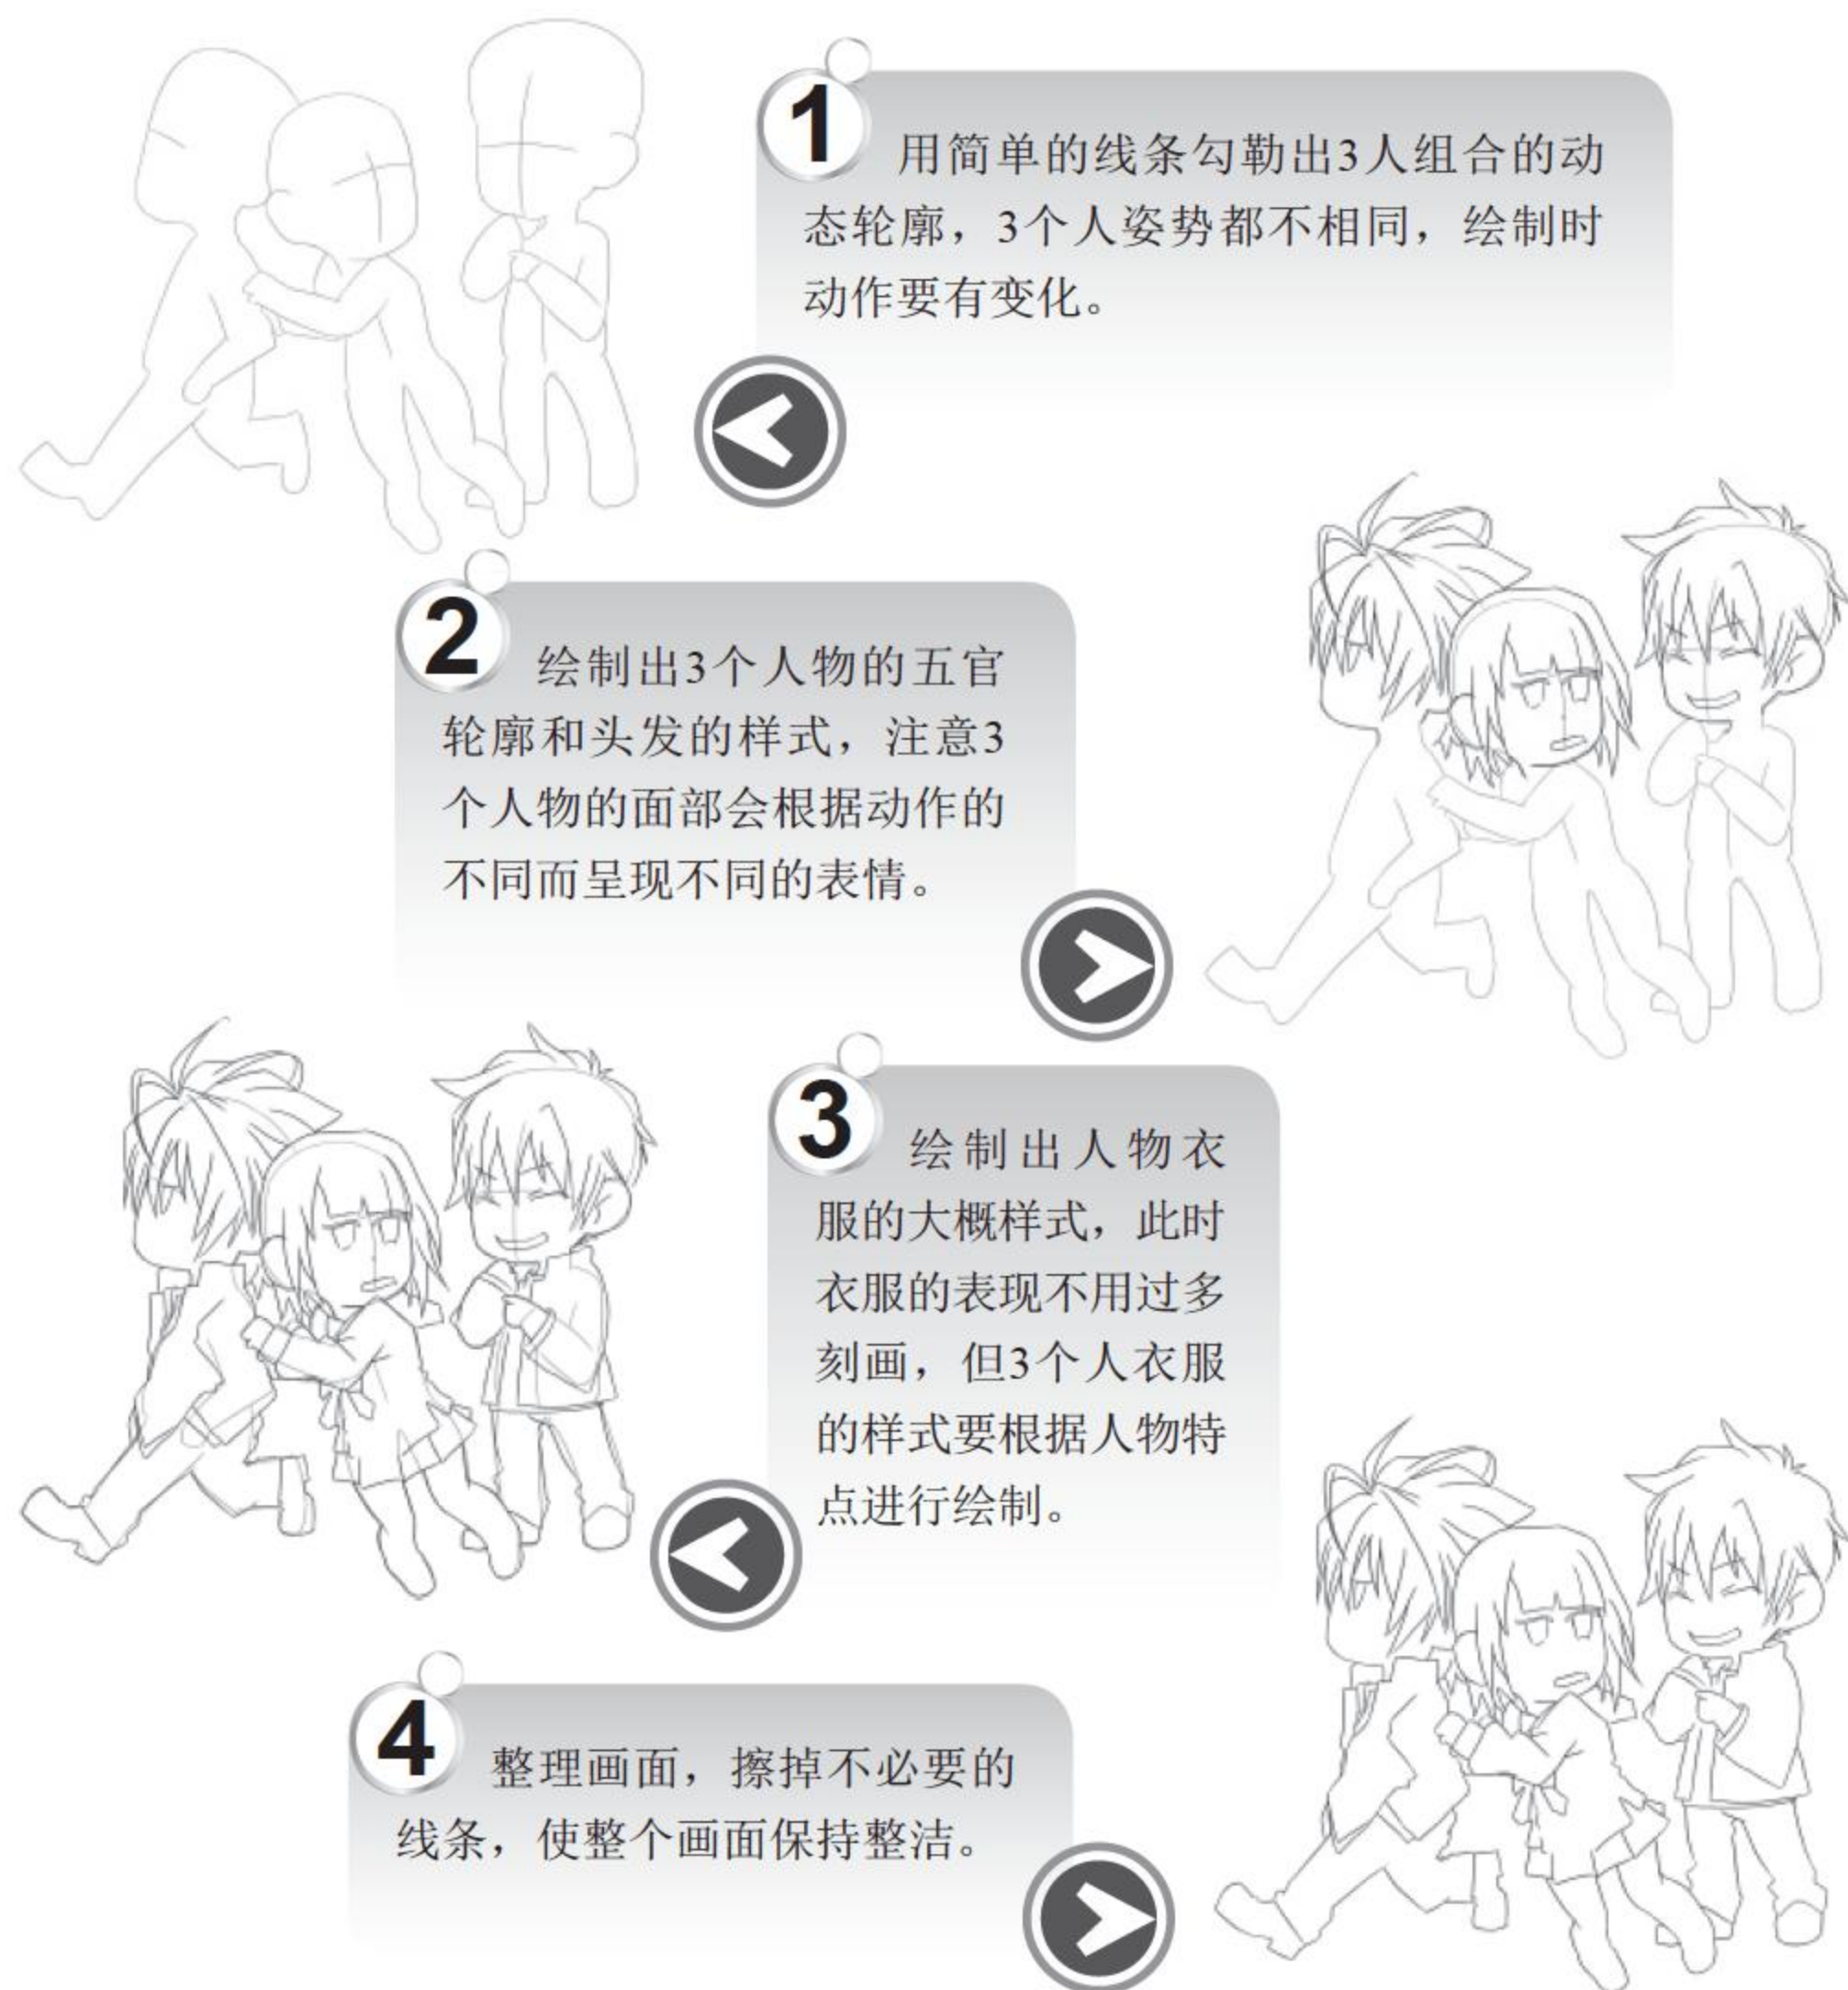 1
用简单的线条勾勒出3人组合的动
态轮廓，3个人姿势都不相同，绘制时
动作要有变化。
2
绘制出3个人物的五官
轮廓和头发的样式，注意3
个人物的面部会根据动作的
不同而呈现不同的表情。
3
绘制出人物衣
服的大概样式，此时
衣服的表现不用过多
刻画，但3个人衣服
的样式要根据人物特
点进行绘制。
4
整理画面，擦掉不必要的
线条，使整个画面保持整洁。